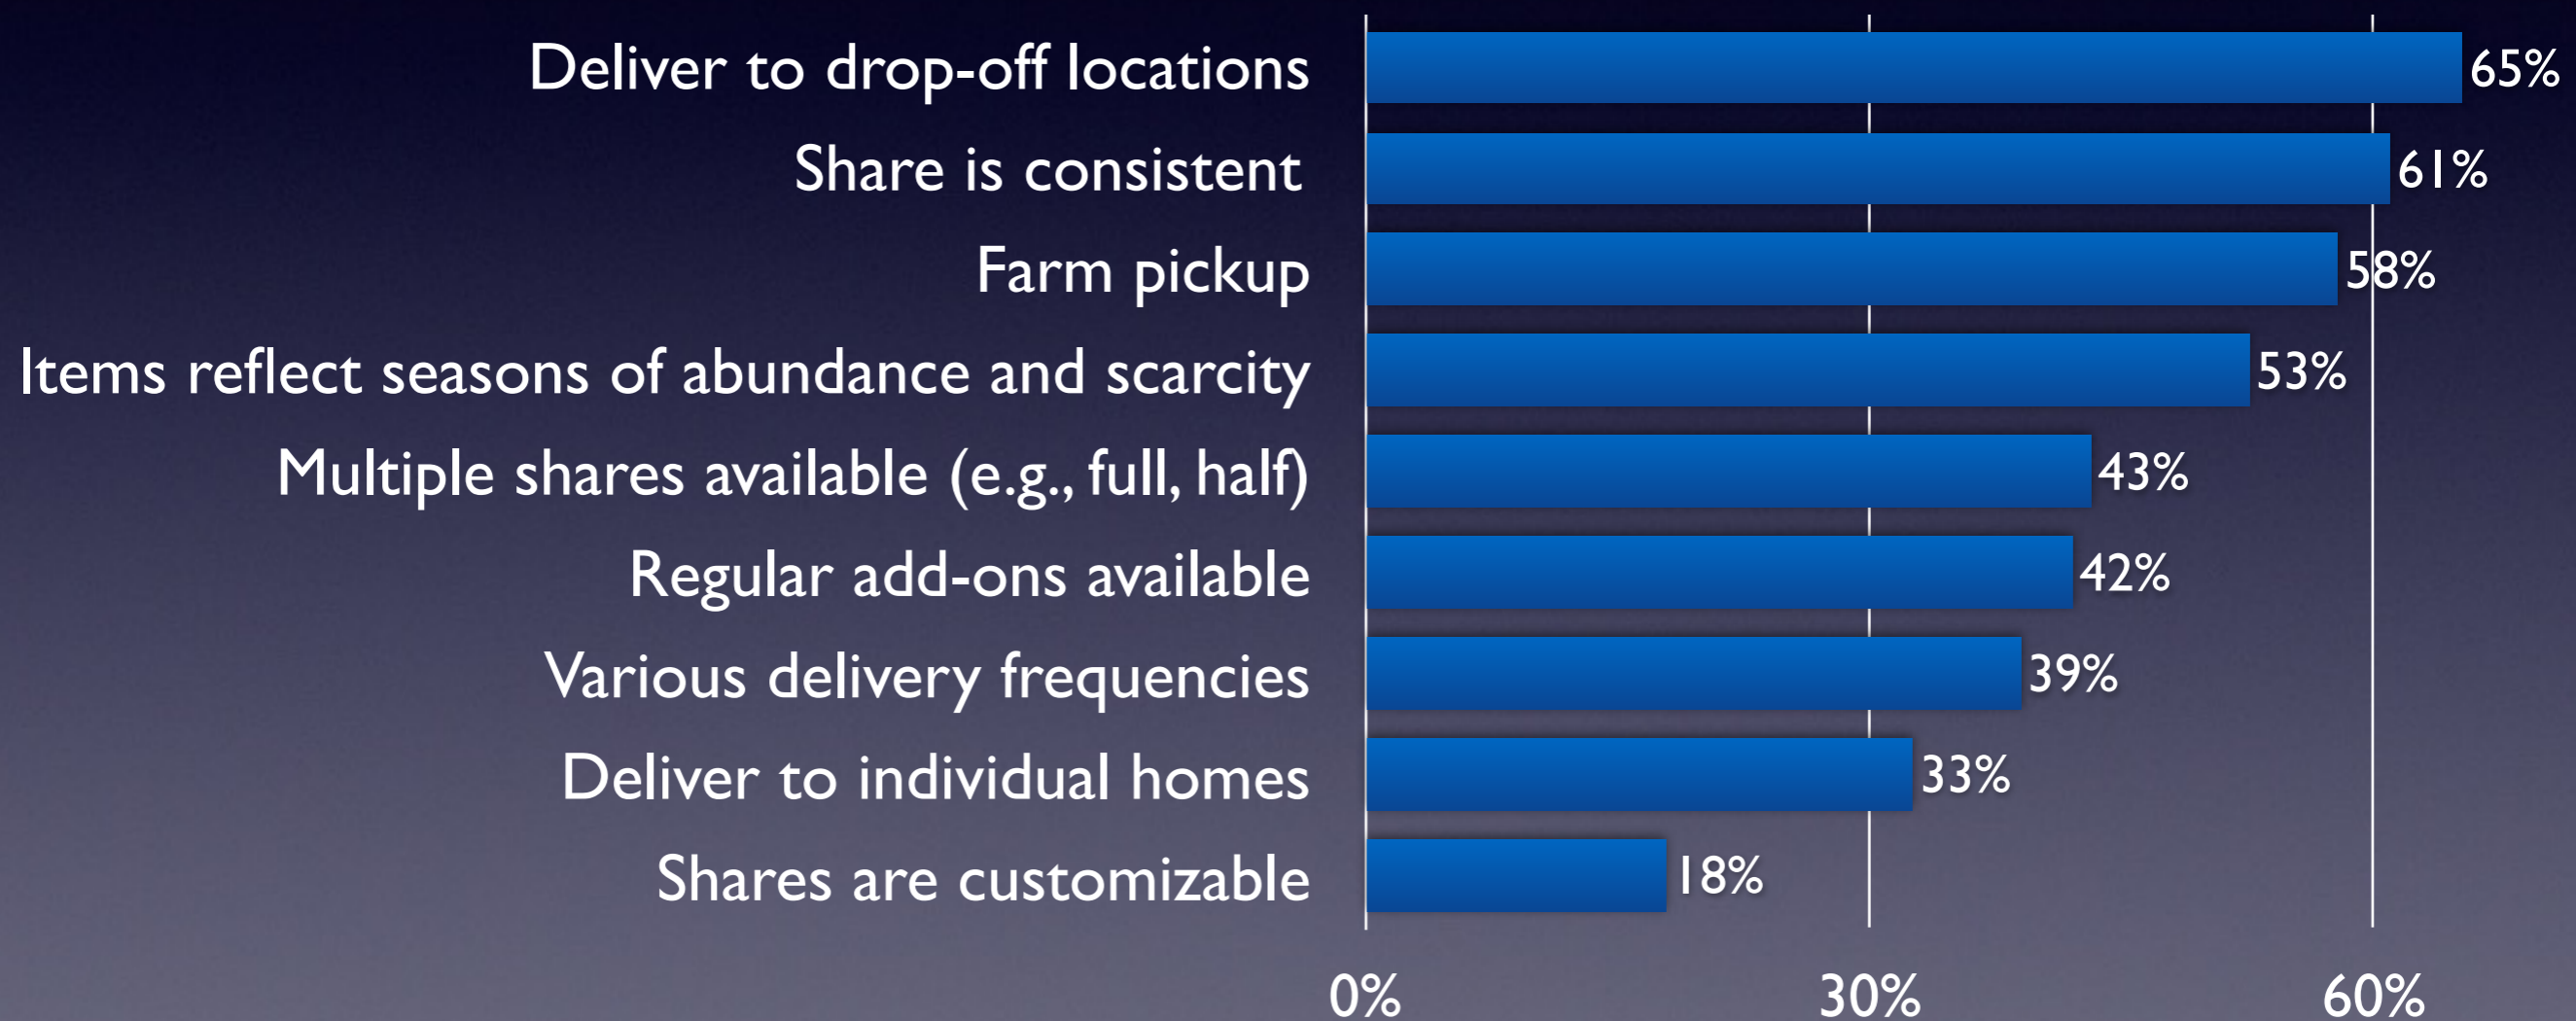 Deliver to drop-off locations 65%
Share is consistent 61%
Farm pickup 58%
Items reflect seasons of abundance and scarcity 53%
Multiple shares available (e.g., full, half) 43%
Regular add-ons available 42%
Various delivery frequencies 39%
Deliver to individual homes 33%
Shares are customizable 18%
0% 30% 60%